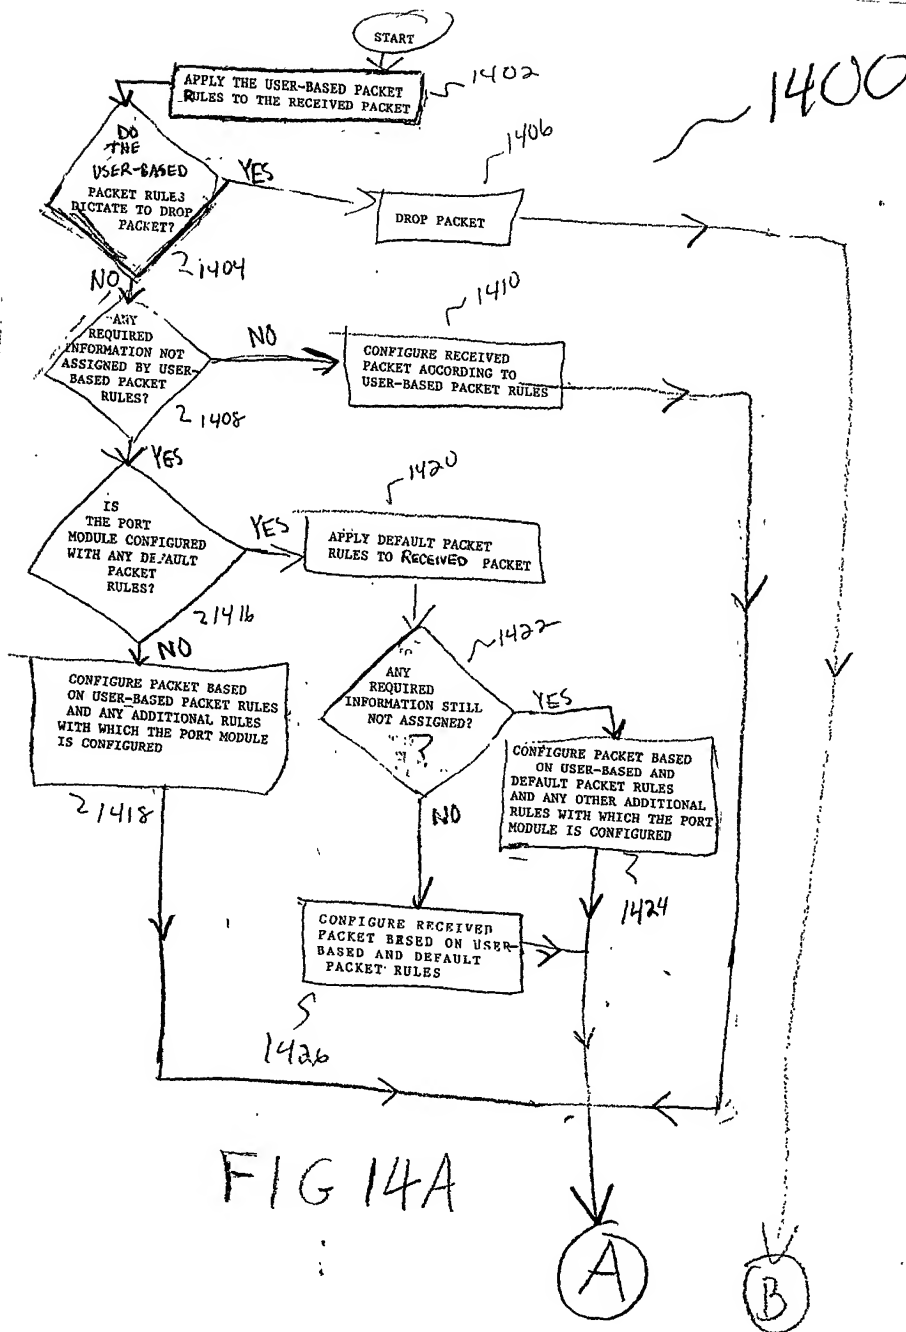 START
1400
APPLY THE USER-BASED PACKET
RULES TO THE RECEIVED PACKET
1402
DO
THE
USER-BASED
PACKET RULES
DICTATE TO DROP
PACKET?
1404
YES
1406
DROP PACKET
NO
ANY
REQUIRED
INFORMATION NOT
ASSIGNED BY USER-
BASED PACKET
RULES?
1408
NO
1410
CONFIGURE RECEIVED
PACKET ACCORDING TO
USER-BASED PACKET RULES
YES
IS
THE PORT
MODULE CONFIGURED
WITH ANY DEFAULT
PACKET
RULES?
1416
YES
1420
APPLY DEFAULT PACKET
RULES TO RECEIVED PACKET
NO
CONFIGURE PACKET BASED
ON USER-BASED PACKET RULES
AND ANY ADDITIONAL RULES
WITH WHICH THE PORT MODULE
IS CONFIGURED
1418
1422
ANY
REQUIRED
INFORMATION STILL
NOT ASSIGNED?
?
YES
CONFIGURE PACKET BASED
ON USER-BASED AND
DEFAULT PACKET RULES
AND ANY OTHER ADDITIONAL
RULES WITH WHICH THE PORT
MODULE IS CONFIGURED
1424
NO
CONFIGURE RECEIVED
PACKET BASED ON USER-
BASED AND DEFAULT
PACKET RULES
1426
FIG 14A
A
B